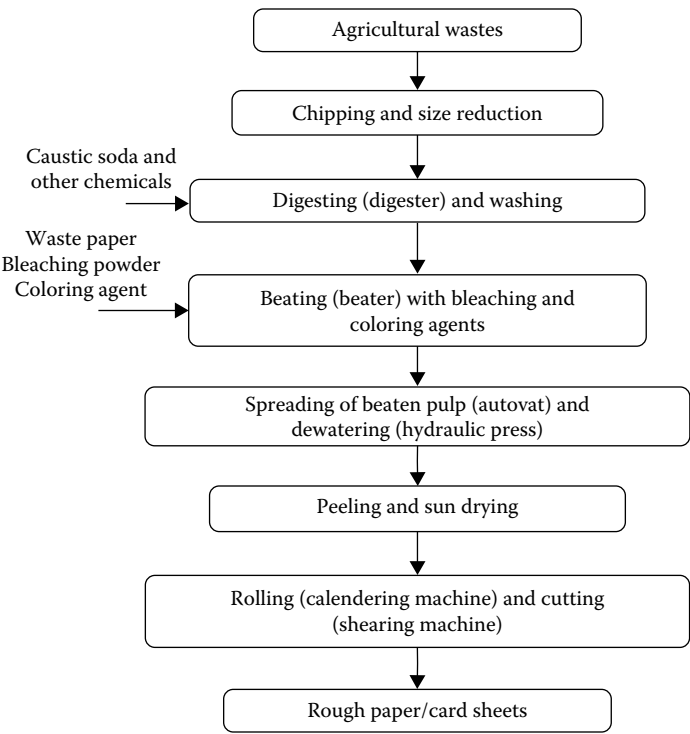 Agricultural wastes
Chipping and size reduction
Caustic soda and
other chemicals
Digesting (digester) and washing
Waste paper
Bleaching powder
Coloring agent
Beating (beater) with bleaching and
coloring agents
Spreading of beaten pulp (autovat) and
dewatering (hydraulic press)
Peeling and sun drying
Rolling (calendering machine) and cutting
(shearing machine)
Rough paper/card sheets